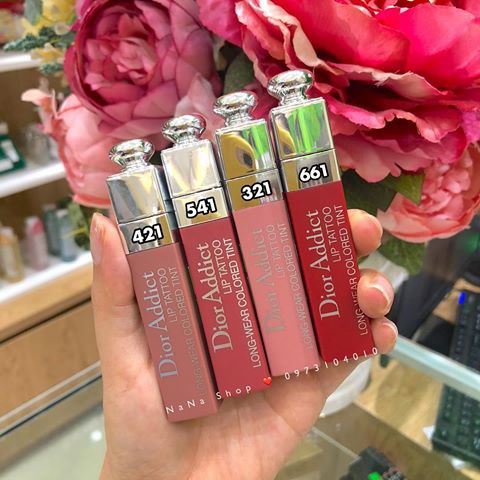 421
541
321
661
Dior Addict
LIP TATTOO
LONG-WEAR COLORED TINT
Dior Addict
LIP TATTOO
LONG-WEAR COLORED TINT
Dior Addict
LIP TATTOO
LONG-WEAR COLORED TINT
Dior Addict
LIP TATTOO
LONG-WEAR COLORED TINT
NaNa Shop ❤ 0973104010